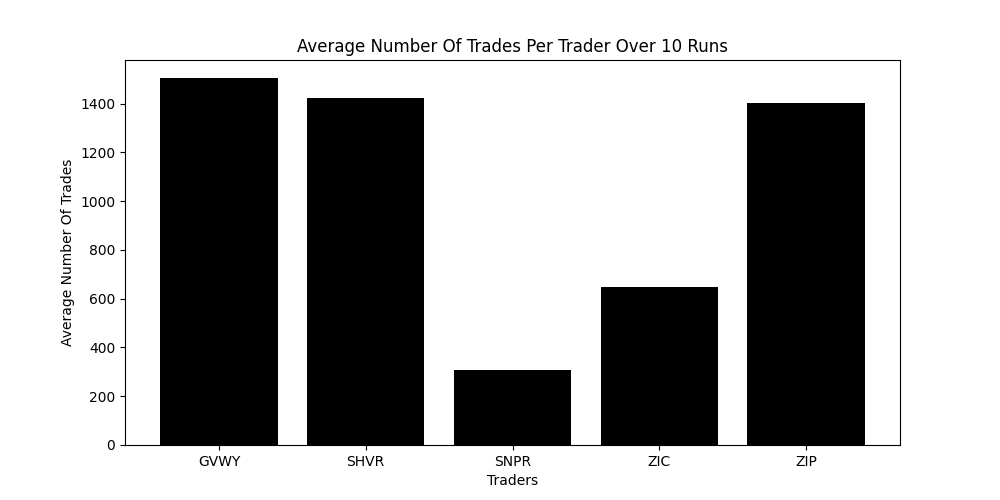 Average Number Of Trades Per Trader Over 10 Runs
Average Number Of Trades
1400
1200
1000
800
600
400
200
0
GVWY SHVR SNPR ZIC ZIP
Traders